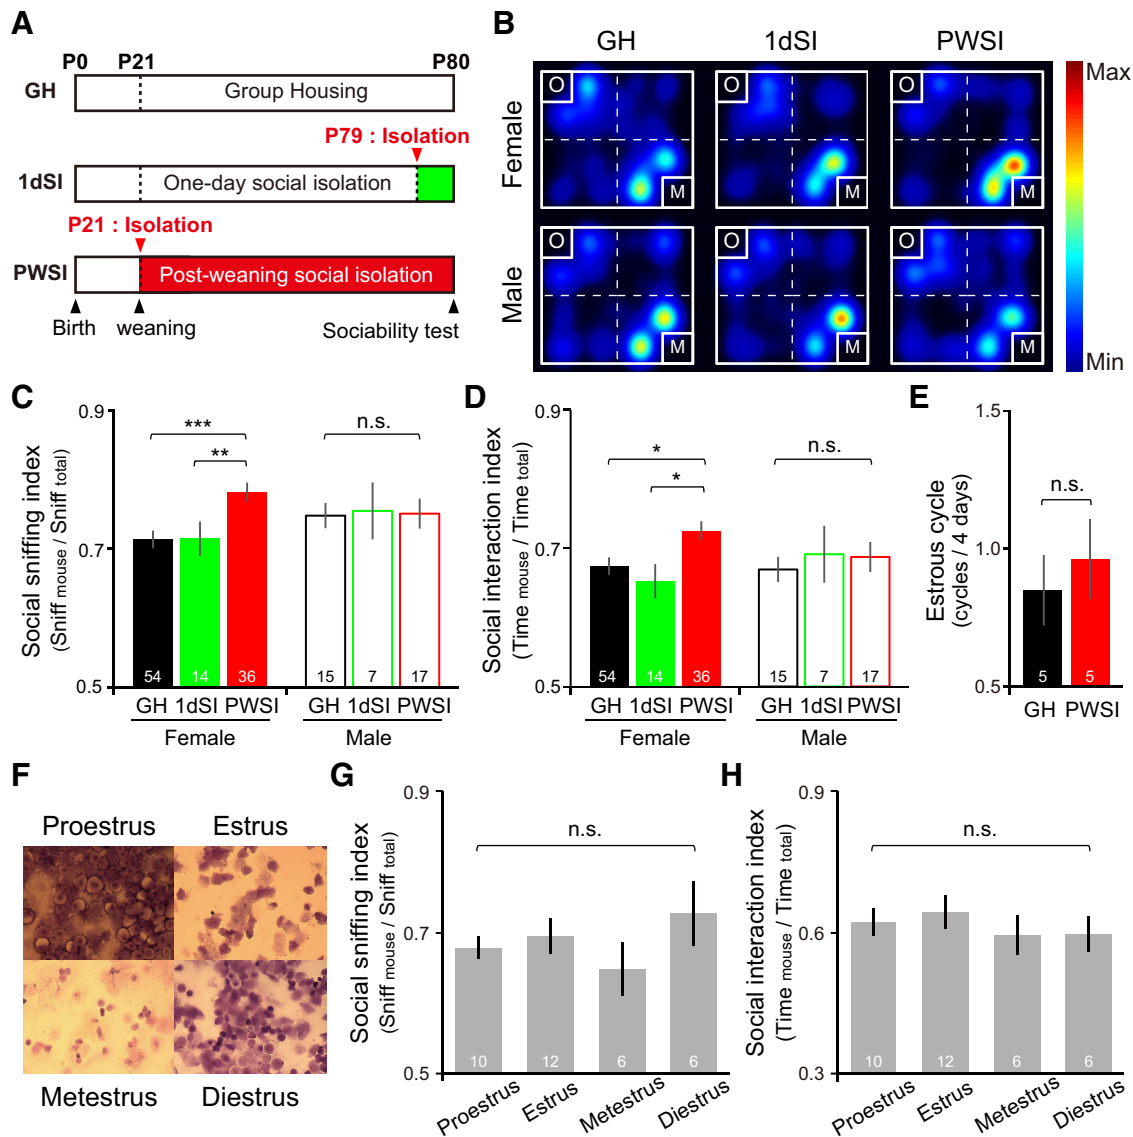 A
P0 P21 P80
GH Group Housing
P79 : Isolation
1dSI One-day social isolation
P21 : Isolation
PWSI Post-weaning social isolation
Birth weaning Sociability test
B
GH 1dSI PWSI
Female
O O O
M M M
Male
O O O
M M M
Max
Min
C
Social sniffing index
(Sniff mouse / Sniff total)
0.9
0.7
0.5
*** n.s.
**
54 14 36 15 7 17
GH 1dSI PWSI GH 1dSI PWSI
Female Male
D
Social interaction index
(Time mouse / Time total)
0.9
0.7
0.5
* n.s.
*
54 14 36 15 7 17
GH 1dSI PWSI GH 1dSI PWSI
Female Male
E
Estrous cycle
(cycles / 4 days)
1.5
1.0
0.5
n.s.
5 5
GH PWSI
F
Proestrus Estrus
Metestrus Diestrus
G
Social sniffing index
(Sniff mouse / Sniff total)
0.9
0.7
0.5
n.s.
10 12 6 6
Proestrus Estrus Metestrus Diestrus
H
Social interaction index
(Time mouse / Time total)
0.9
0.6
0.3
n.s.
10 12 6 6
Proestrus Estrus Metestrus Diestrus